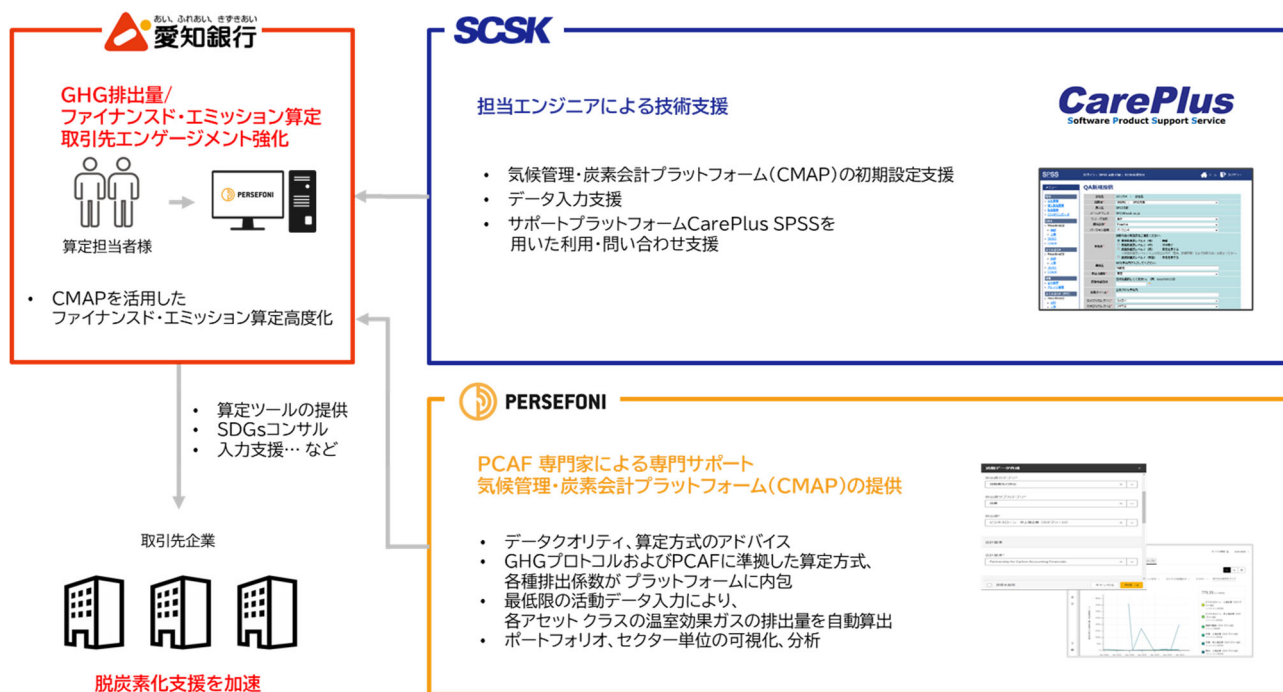 あい、ふれあい、きずきあい
愛知銀行
GHG排出量/
ファイナンスド・エミッション算定
取引先エンゲージメント強化
PERSEFONI
算定担当者様
• CMAPを活用した
ファイナンスド・エミッション算定高度化
• 算定ツールの提供
• SDGsコンサル
• 入力支援… など
取引先企業
脱炭素化支援を加速
SCSK
担当エンジニアによる技術支援
CarePlus
Software Product Support Service
• 気候管理・炭素会計プラットフォーム(CMAP)の初期設定支援
• データ入力支援
• サポートプラットフォームCarePlus SPSSを
用いた利用・問い合わせ支援
SPSS
QA新規登録
PERSEFONI
PCAF 専門家による専門サポート
気候管理・炭素会計プラットフォーム(CMAP)の提供
• データクオリティ、算定方式のアドバイス
• GHGプロトコルおよびPCAFに準拠した算定方式、
各種排出係数が プラットフォームに内包
• 最低限の活動データ入力により、
各アセット クラスの温室効果ガスの排出量を自動算出
• ポートフォリオ、セクター単位の可視化、分析